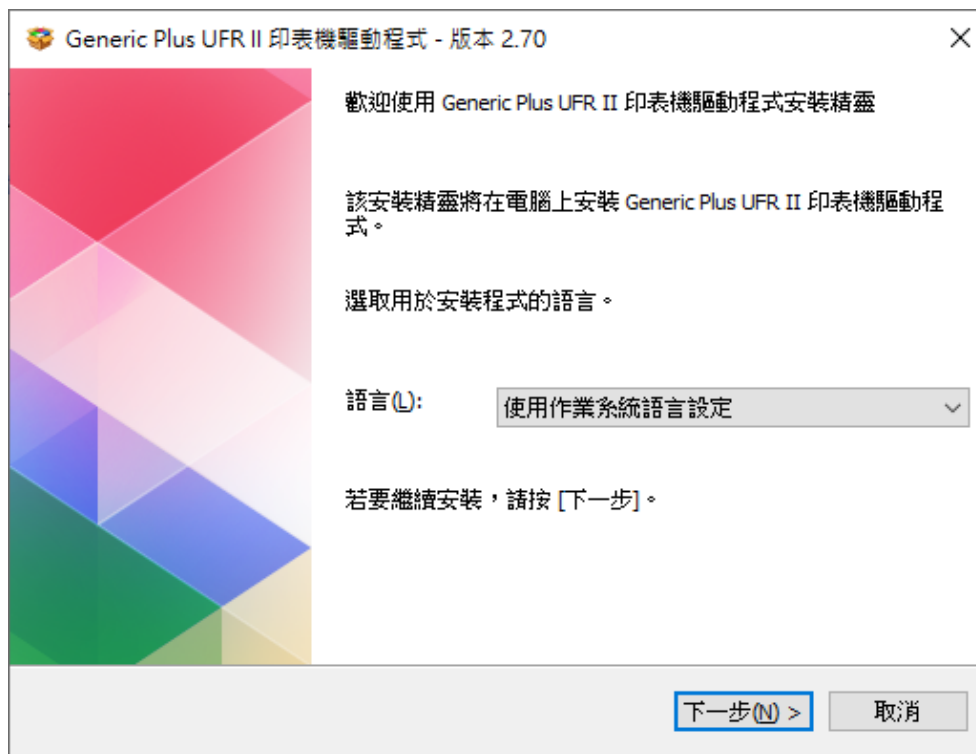 Generic Plus UFR II 印表機驅動程式 - 版本 2.70
歡迎使用 Generic Plus UFR II 印表機驅動程式安裝精靈
該安裝精靈將在電腦上安裝 Generic Plus UFR II 印表機驅動程
式。
選取用於安裝程式的語言。
語言(L):
使用作業系統語言設定
若要繼續安裝，請按 [下一步]。
下一步(N) >
取消